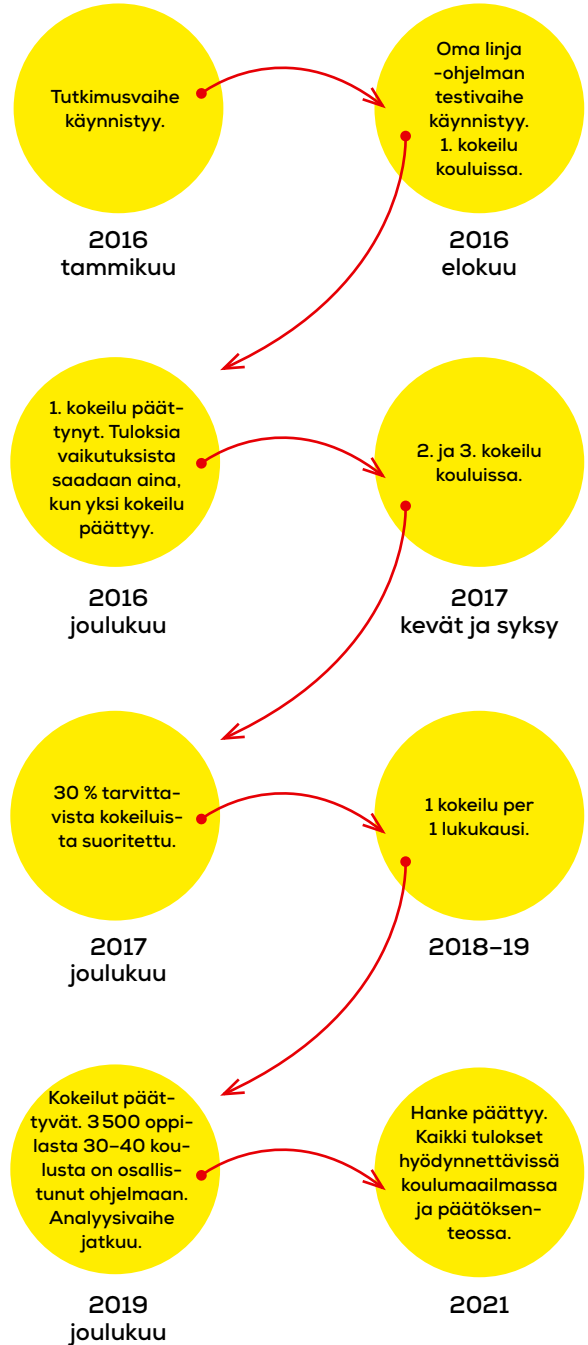 Tutkimusvaihe
käynnistyy.
2016
tammikuu
Oma linja
-ohjelman
testivaihe
käynnistyy.
1. kokeilu
kouluissa.
2016
elokuu
1. kokeilu päät-
tynyt. Tuloksia
vaikutuksista
saadaan aina,
kun yksi kokeilu
päättyy.
2016
joulukuu
2. ja 3. kokeilu
kouluissa.
2017
kevät ja syksy
30 % tarvitta-
vista kokeiluis-
ta suoritettu.
2017
joulukuu
1 kokeilu per
1 lukukausi.
2018–19
Kokeilut päät-
tyvät. 3 500 oppi-
lasta 30–40 kou-
lusta on osallis-
tunut ohjelmaan.
Analyysivaihe
jatkuu.
2019
joulukuu
Hanke päättyy.
Kaikki tulokset
hyödynnettävissä
koulumaailmassa
ja päätöksen-
teossa.
2021